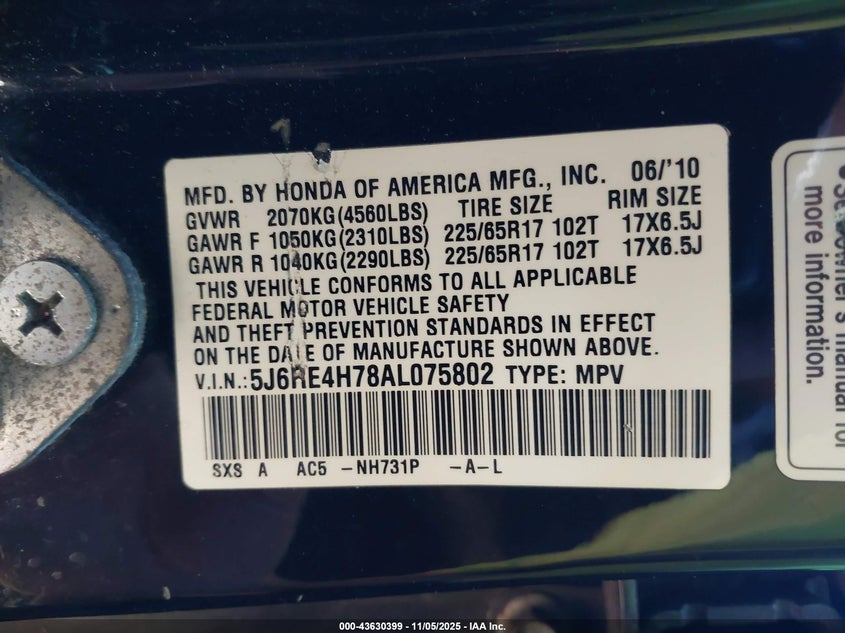 MFD. BY HONDA OF AMERICA MFG., INC. 06/'10
GVWR 2070KG(4560LBS) TIRE SIZE RIM SIZE
GAWR F 1050KG(2310LBS) 225/65R17 102T 17X6.5J
GAWR R 1040KG(2290LBS) 225/65R17 102T 17X6.5J
THIS VEHICLE CONFORMS TO ALL APPLICABLE
FEDERAL MOTOR VEHICLE SAFETY
AND THEFT PREVENTION STANDARDS IN EFFECT
ON THE DATE OF MANUFACTURE SHOWN ABOVE.
V.I.N.:5J6RE4H78AL075802 TYPE: MPV
SXS A AC5 -NH731P -A-L
owner's manual for
more information.
000-43630399 - 11/05/2025 - IAA Inc.